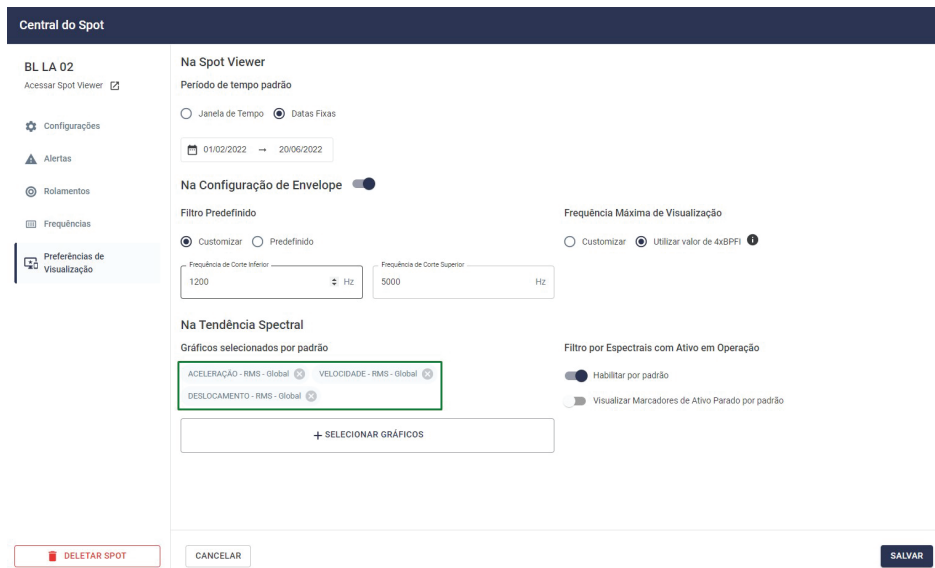 Central do Spot
BL LA 02
Acessar Spot Viewer
Configurações
Alertas
Rolamentos
Frequências
Preferências de
Visualização
DELETAR SPOT
Na Spot Viewer
Período de tempo padrão
Janela de Tempo Datas Fixas
01/02/2022 → 20/06/2022
Na Configuração de Envelope
Filtro Predefinido
Customizar Predefinido
Frequência de Corte Inferior
1200 Hz
Frequência de Corte Superior
5000 Hz
Frequência Máxima de Visualização
Customizar Utilizar valor de 4xBPFI
Na Tendência Spectral
Gráficos selecionados por padrão
ACELERAÇÃO - RMS - Global VELOCIDADE - RMS - Global
DESLOCAMENTO - RMS - Global
+ SELECIONAR GRÁFICOS
Filtro por Espectrais com Ativo em Operação
Habilitar por padrão
Visualizar Marcadores de Ativo Parado por padrão
CANCELAR
SALVAR